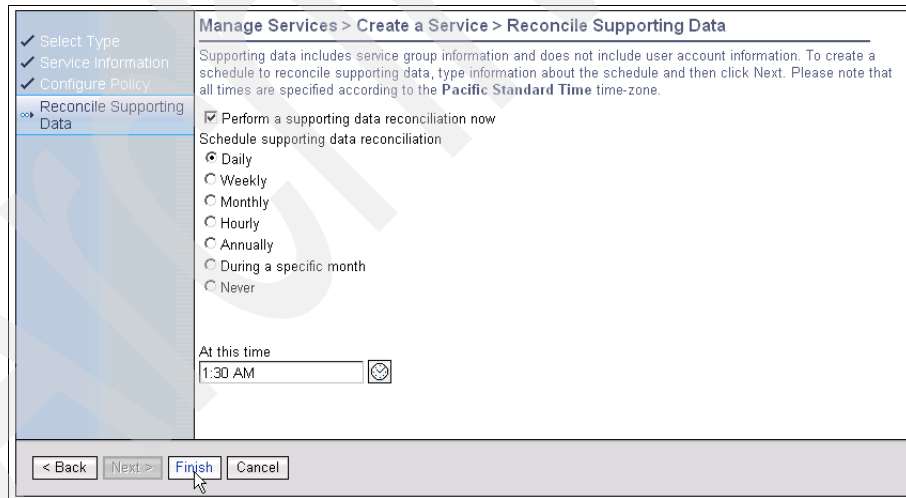 Select Type
Service Information
Configure Policy
Reconcile Supporting
Data
Manage Services > Create a Service > Reconcile Supporting Data
Supporting data includes service group information and does not include user account information. To create a
schedule to reconcile supporting data, type information about the schedule and then click Next. Please note that
all times are specified according to the Pacific Standard Time time-zone.
Perform a supporting data reconciliation now
Schedule supporting data reconciliation
Daily
Weekly
Monthly
Hourly
Annually
During a specific month
Never
At this time
1:30 AM
< Back Next > Finish Cancel